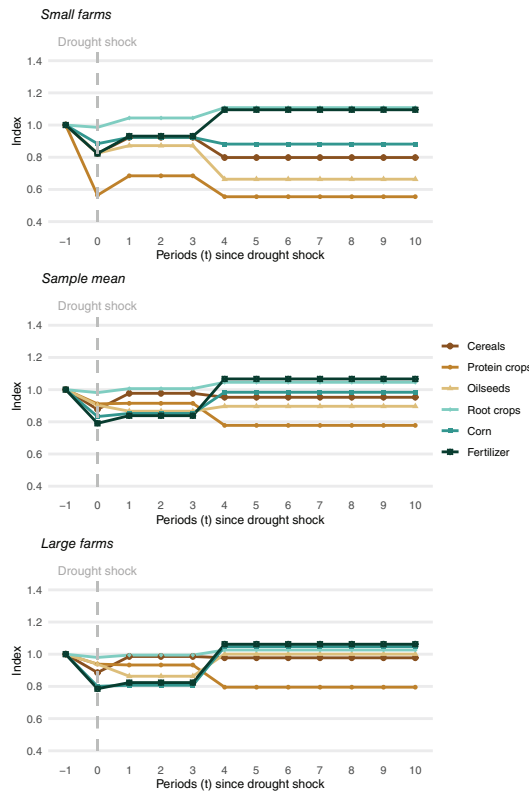 Small farms
Drought shock
1.4
1.2
1.0
0.8
0.6
0.4
Index
−1 0 1 2 3 4 5 6 7 8 9 10
Periods (t) since drought shock
Sample mean
Drought shock
1.4
1.2
1.0
0.8
0.6
0.4
Index
−1 0 1 2 3 4 5 6 7 8 9 10
Periods (t) since drought shock
Cereals
Protein crops
Oilseeds
Root crops
Corn
Fertilizer
Large farms
Drought shock
1.4
1.2
1.0
0.8
0.6
0.4
Index
−1 0 1 2 3 4 5 6 7 8 9 10
Periods (t) since drought shock